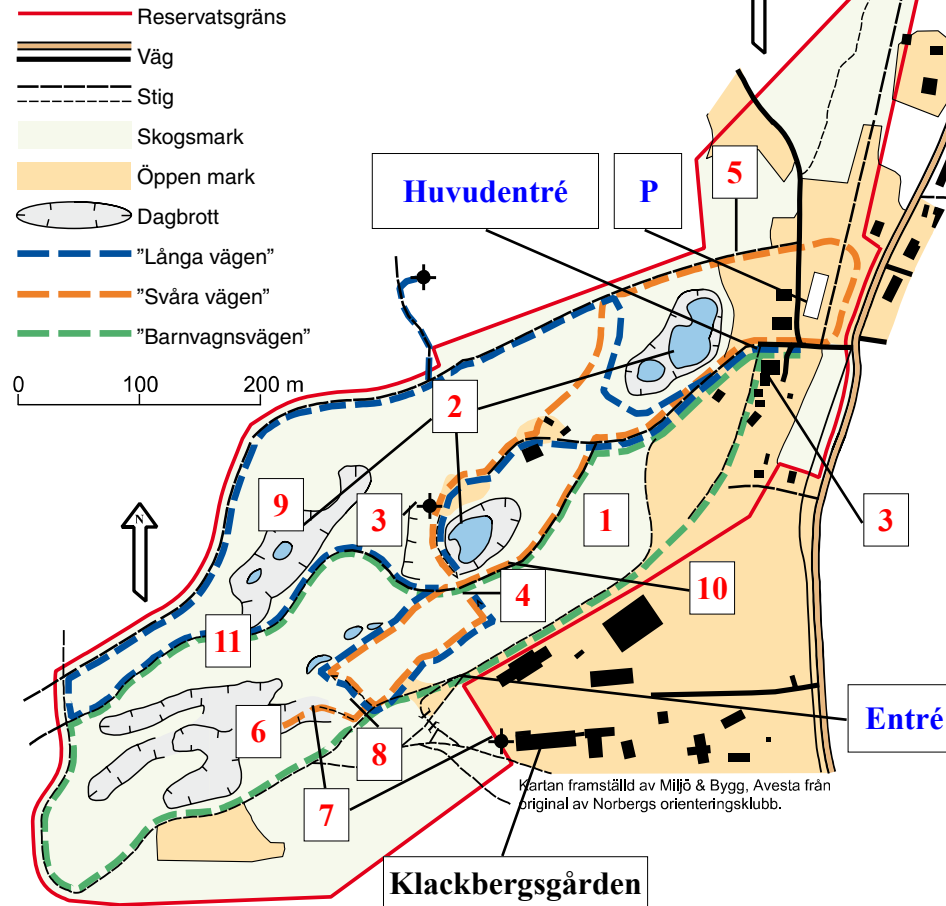 Reservatsgräns
Väg
Stig
Skogsmark
Öppen mark
Dagbrott
"Långa vägen"
"Svåra vägen"
"Barnvagnsvägen"
0 100 200 m
Huvudentré
P
5
2
9
3
1
3
10
4
11
6
8
7
N
Entré
Kartan framställd av Miljö & Bygg, Avesta från
original av Norbergs orienteringsklubb.
Klackbergsgården